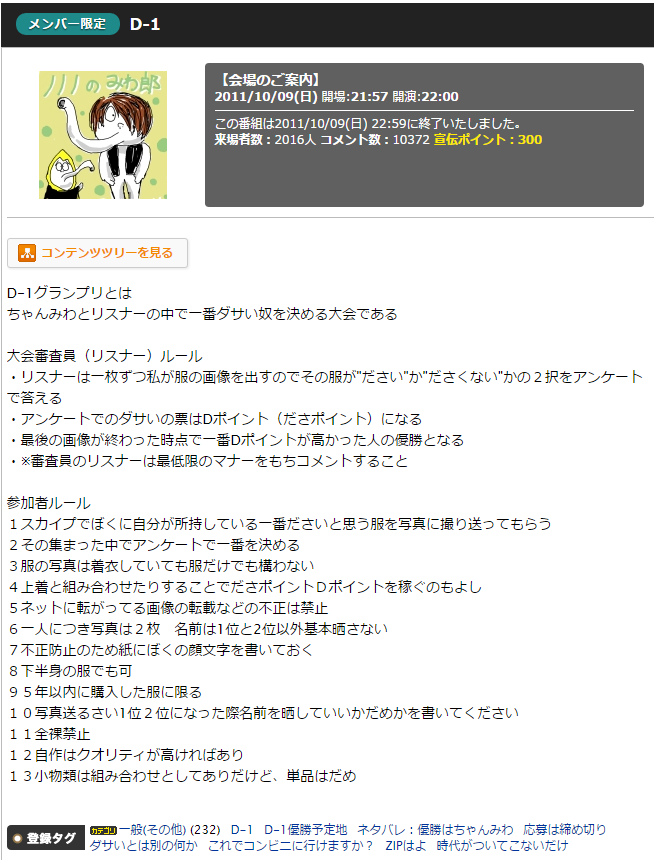 メンバー限定 D-1
ノノノの みわ郎
【会場のご案内】
2011/10/09(日) 開場:21:57 開演:22:00
この番組は2011/10/09(日) 22:59に終了いたしました。
来場者数：2016人 コメント数：10372 宣伝ポイント：300
コンテンツツリーを見る
D-1グランプリとは
ちゃんみわとリスナーの中で一番ダサい奴を決める大会である
大会審査員（リスナー）ルール
・リスナーは一枚ずつ私が服の画像を出すのでその服が"ださい"か"ださくない"かの２択をアンケート
で答える
・アンケートでのダサいの票はDポイント（ださポイント）になる
・最後の画像が終わった時点で一番Dポイントが高かった人の優勝となる
・※審査員のリスナーは最低限のマナーをもちコメントすること
参加者ルール
１スカイプでぼくに自分が所持している一番ださいと思う服を写真に撮り送ってもらう
２その集まった中でアンケートで一番を決める
３服の写真は着衣していても服だけでも構わない
４上着と組み合わせたりすることでださポイントＤポイントを稼ぐのもよし
５ネットに転がってる画像の転載などの不正は禁止
６一人につき写真は２枚　名前は1位と2位以外基本晒さない
７不正防止のため紙にぼくの顔文字を書いておく
８下半身の服でも可
９５年以内に購入した服に限る
１０写真送るさい1位２位になった際名前を晒していいかだめかを書いてください
１１全裸禁止
１２自作はクオリティが高ければあり
１３小物類は組み合わせとしてありだけど、単品はだめ
登録タグ カテゴリ 一般(その他) (232) D-1 D-1優勝予定地 ネタバレ：優勝はちゃんみわ 応募は締め切り
ダサいとは別の何か これでコンビニに行けますか？ ZIPはよ 時代がついてこないだけ